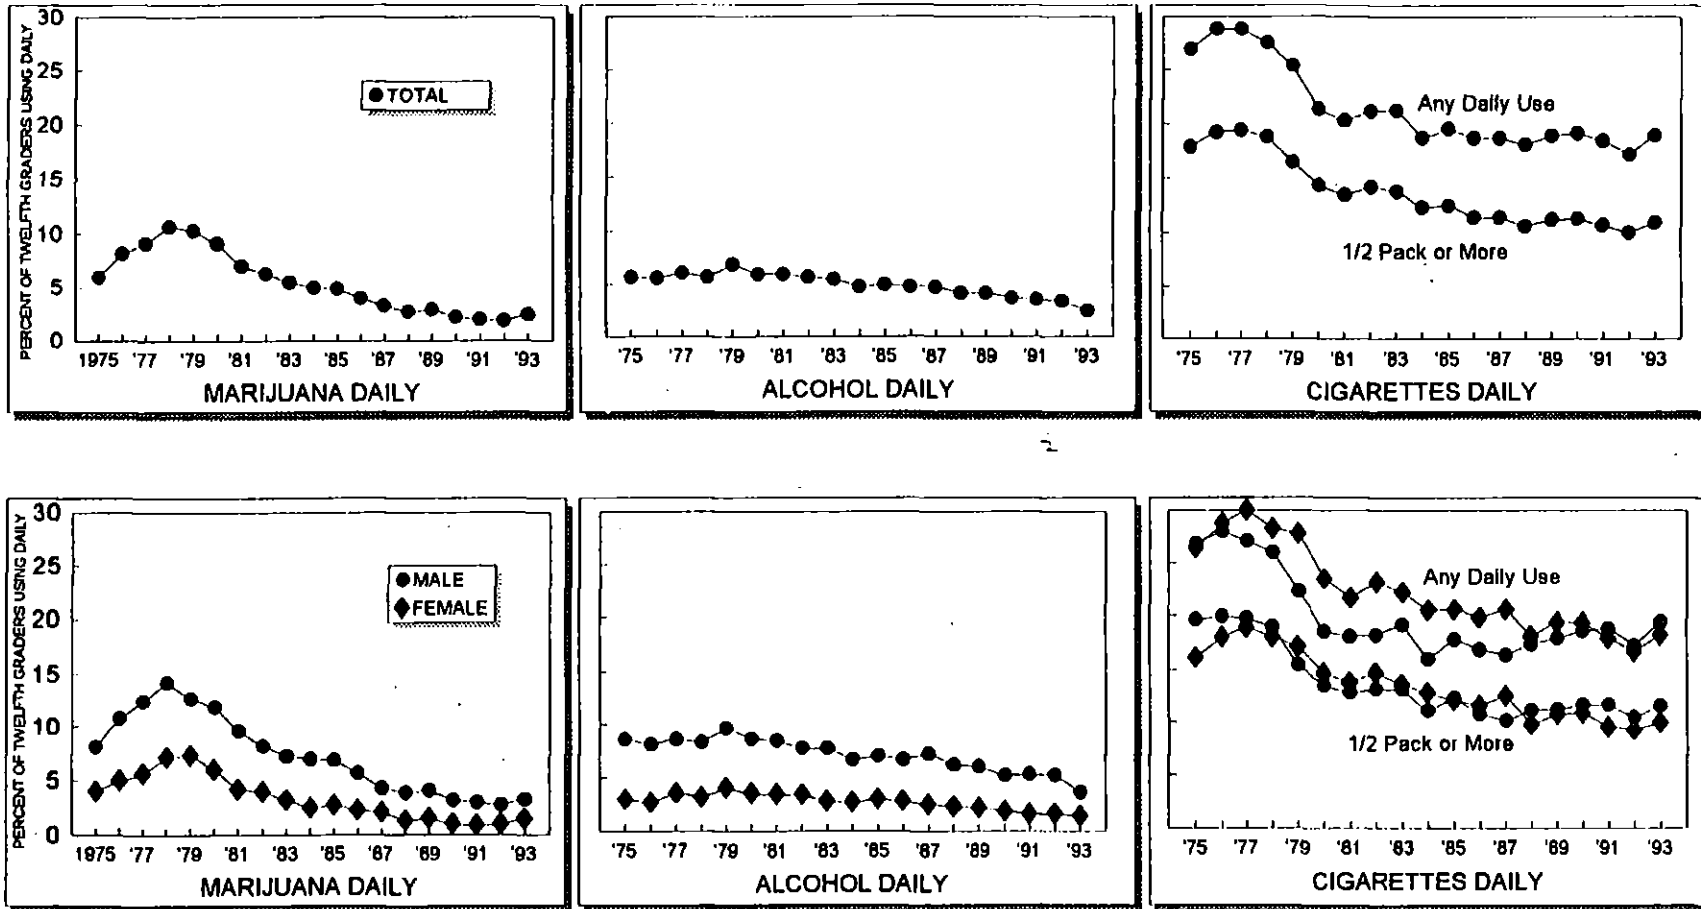 PERCENT OF TWELFTH GRADERS USING DAILY
30
25
20
15
10
5
0
TOTAL
1975 '77 '79 '81 '83 '85 '87 '89 '91 '93
MARIJUANA DAILY
'75 '77 '79 '81 '83 '85 '87 '89 '91 '93
ALCOHOL DAILY
Any Daily Use
1/2 Pack or More
'75 '77 '79 '81 '83 '85 '87 '89 '91 '93
CIGARETTES DAILY
PERCENT OF TWELFTH GRADERS USING DAILY
30
25
20
15
10
5
0
MALE
FEMALE
1975 '77 '79 '81 '83 '85 '87 '89 '91 '93
MARIJUANA DAILY
'75 '77 '79 '81 '83 '85 '87 '89 '91 '93
ALCOHOL DAILY
Any Daily Use
1/2 Pack or More
'75 '77 '79 '81 '83 '85 '87 '89 '91 '93
CIGARETTES DAILY